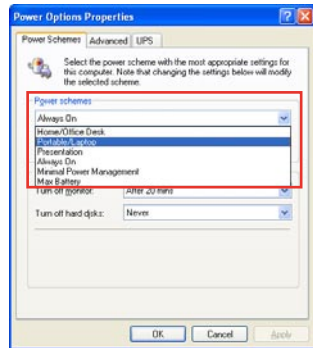 Power Options Properties
Power Schemes Advanced UPS
Select the power scheme with the most appropriate settings for
this computer. Note that changing the settings below will modify
the selected scheme.
Power schemes
Always On
Home/Office Desk
Portable/Laptop
Presentation
Always On
Minimal Power Management
Max Battery
Turn off monitor: After 20 mins
Turn off hard disks: Never
OK Cancel Apply